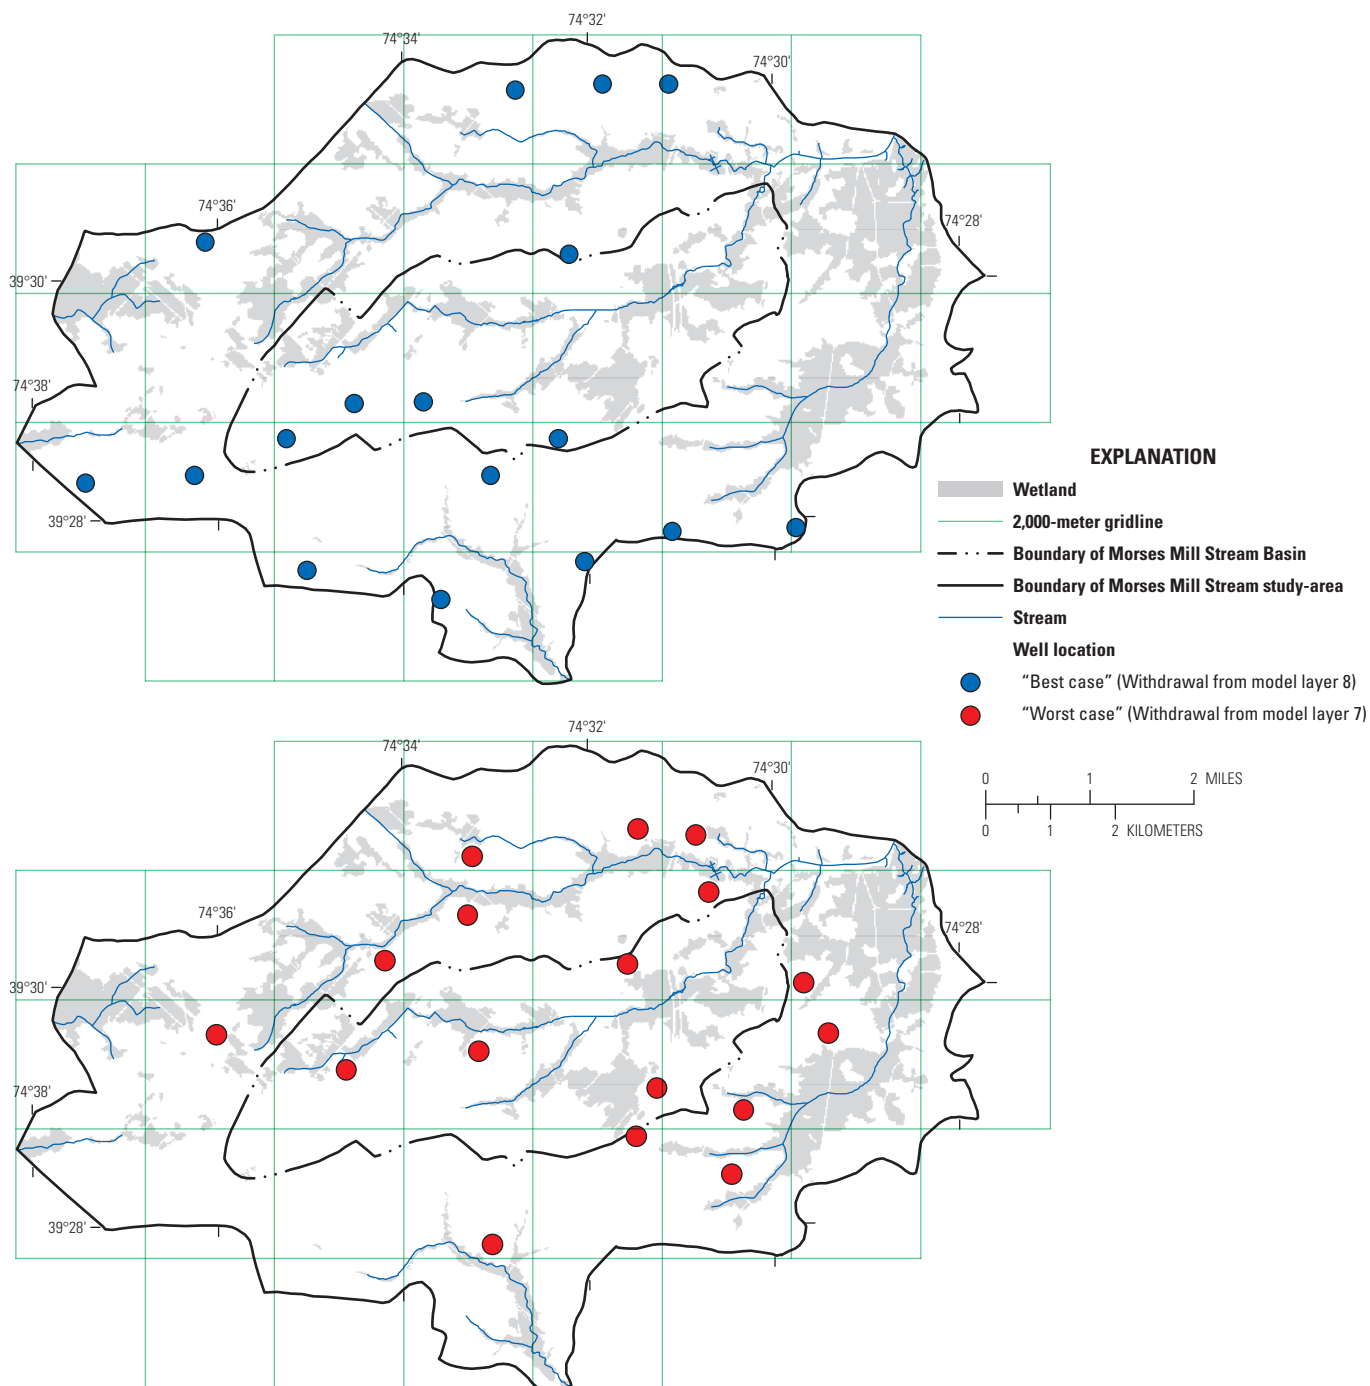 74°32'
74°34'
74°30'
74°36'
74°28'
39°30'
74°38'
39°28'
EXPLANATION
Wetland
2,000-meter gridline
Boundary of Morses Mill Stream Basin
Boundary of Morses Mill Stream study-area
Stream
Well location
“Best case” (Withdrawal from model layer 8)
“Worst case” (Withdrawal from model layer 7)
0 1 2 MILES
0 1 2 KILOMETERS
74°32'
74°34'
74°30'
74°36'
74°28'
39°30'
74°38'
39°28'